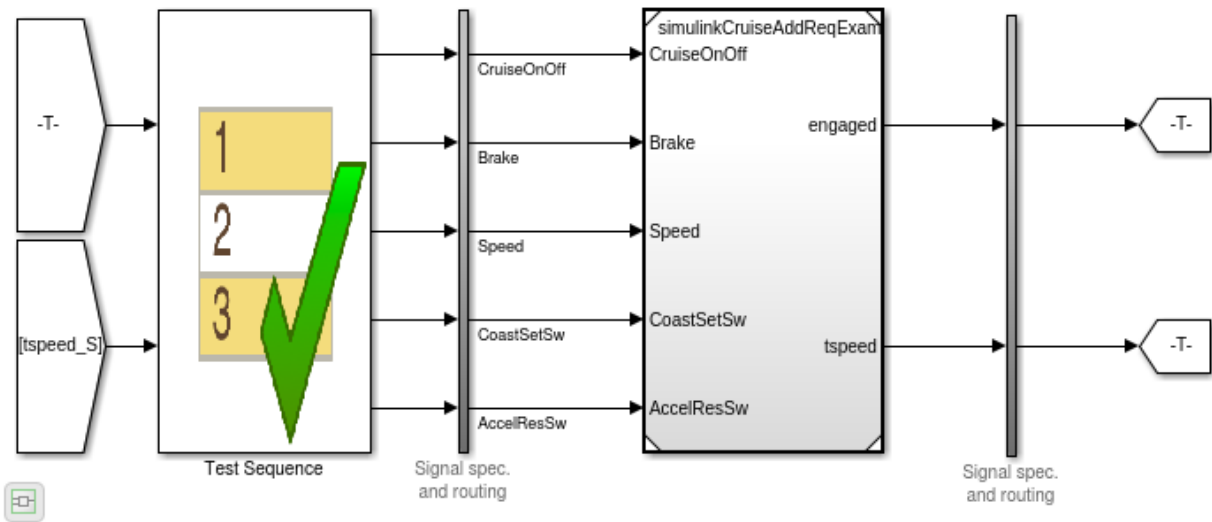 -T-
[tspeed_S]
1
2
3
Test Sequence
CruiseOnOff
Brake
Speed
CoastSetSw
AccelResSw
Signal spec.
and routing
simulinkCruiseAddReqExam
CruiseOnOff
Brake
Speed
CoastSetSw
AccelResSw
engaged
tspeed
Signal spec.
and routing
-T-
-T-